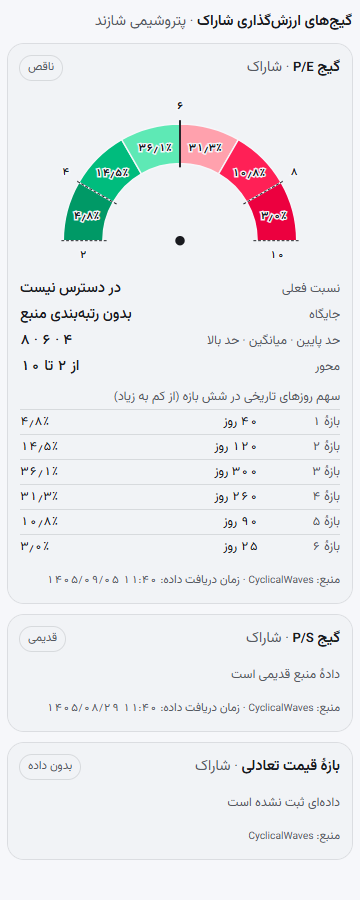 گیج‌های ارزش‌گذاری شاراک · پتروشیمی شازند
گیج P/E · شاراک
ناقص
۶
۳۶٫۱٪
۳۱٫۳٪
۴
۱۴٫۵٪
۱۰٫۸٪
۸
۴٫۸٪
۳٫۰٪
۲
۱۰
نسبت فعلی
در دسترس نیست
جایگاه
بدون رتبه‌بندی منبع
حد پایین · میانگین · حد بالا
۴ · ۶ · ۸
محور
از ۲ تا ۱۰
سهم روزهای تاریخی در شش بازه (از کم به زیاد)
بازهٔ ۱ ۴۰ روز ۴٫۸٪
بازهٔ ۲ ۱۲۰ روز ۱۴٫۵٪
بازهٔ ۳ ۳۰۰ روز ۳۶٫۱٪
بازهٔ ۴ ۲۶۰ روز ۳۱٫۳٪
بازهٔ ۵ ۹۰ روز ۱۰٫۸٪
بازهٔ ۶ ۲۵ روز ۳٫۰٪
منبع: CyclicalWaves · زمان دریافت داده: ۱۴۰۵/۰۹/۰۵ ۱۱:۴۰
گیج P/S · شاراک
قدیمی
دادهٔ منبع قدیمی است
منبع: CyclicalWaves · زمان دریافت داده: ۱۴۰۵/۰۸/۲۹ ۱۱:۴۰
بازهٔ قیمت تعادلی · شاراک
بدون داده
داده‌ای ثبت نشده است
منبع: CyclicalWaves